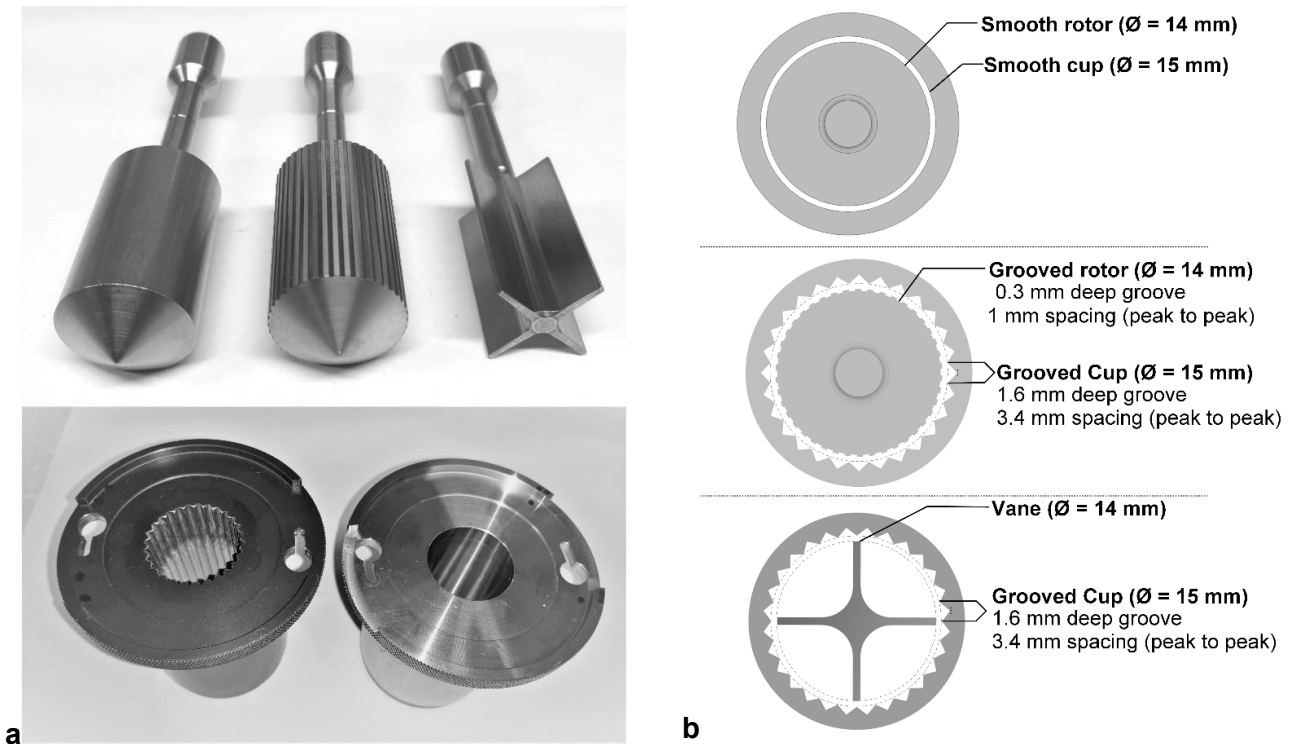 Smooth rotor (Ø = 14 mm)
Smooth cup (Ø = 15 mm)
Grooved rotor (Ø = 14 mm)
0.3 mm deep groove
1 mm spacing (peak to peak)
Grooved Cup (Ø = 15 mm)
1.6 mm deep groove
3.4 mm spacing (peak to peak)
Vane (Ø = 14 mm)
Grooved Cup (Ø = 15 mm)
1.6 mm deep groove
3.4 mm spacing (peak to peak)
a
b